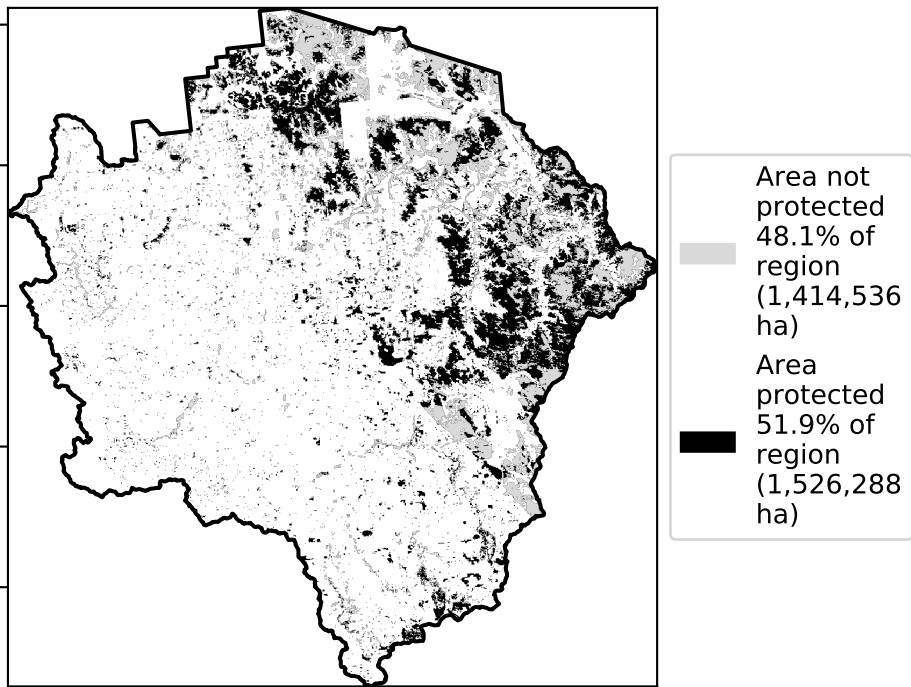 Area not
protected
48.1% of
region
(1,414,536
ha)
Area
protected
51.9% of
region
(1,526,288
ha)